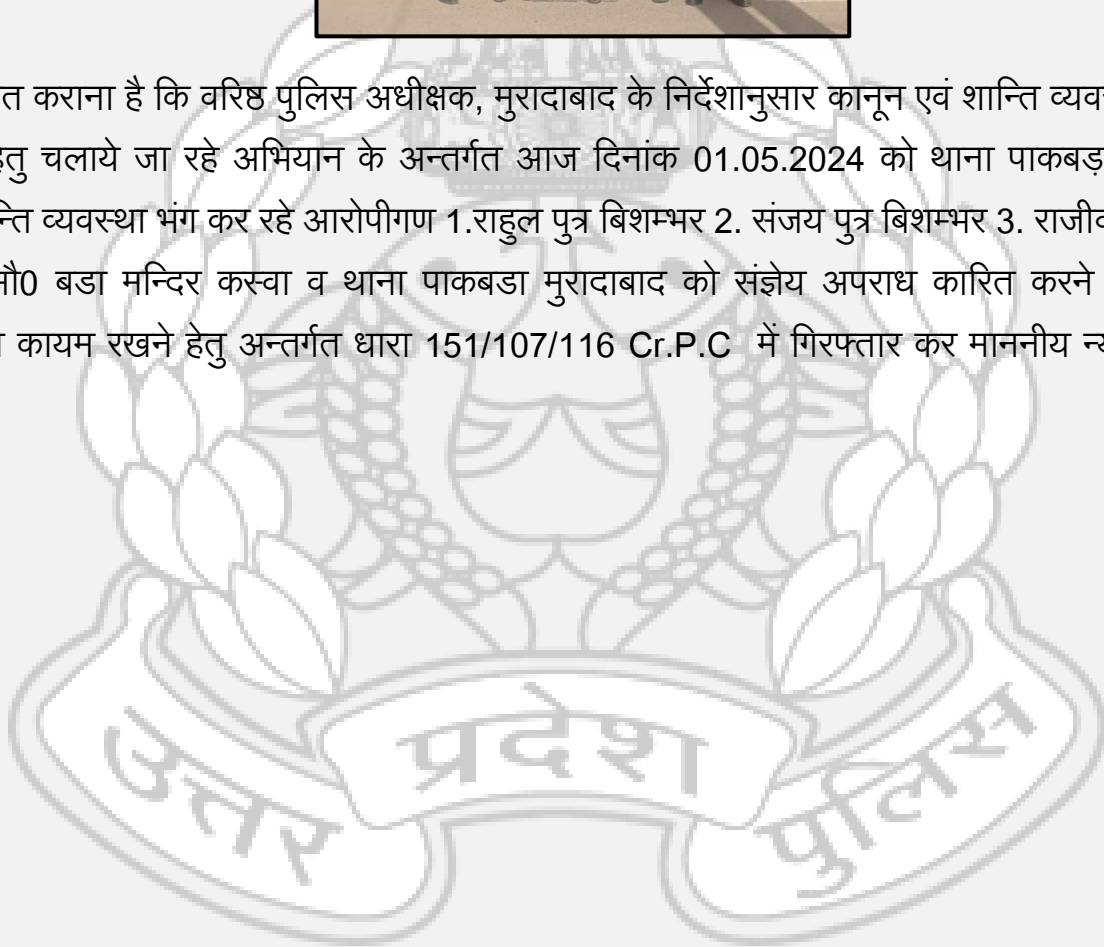 त कराना है कि वरिष्ठ पुलिस अधीक्षक, मुरादाबाद के निर्देशानुसार कानून एवं शान्ति व्यव
हेतु चलाये जा रहे अभियान के अन्तर्गत आज दिनांक 01.05.2024 को थाना पाकबड़
न्ति व्यवस्था भंग कर रहे आरोपीगण 1.राहुल पुत्र बिशम्भर 2. संजय पुत्र बिशम्भर 3. राजीव
मौ0 बडा मन्दिर कस्वा व थाना पाकबडा मुरादाबाद को संज्ञेय अपराध कारित करने
कायम रखने हेतु अन्तर्गत धारा 151/107/116 Cr.P.C में गिरफ्तार कर माननीय न्य
उत्तर प्रदेश पुलिस